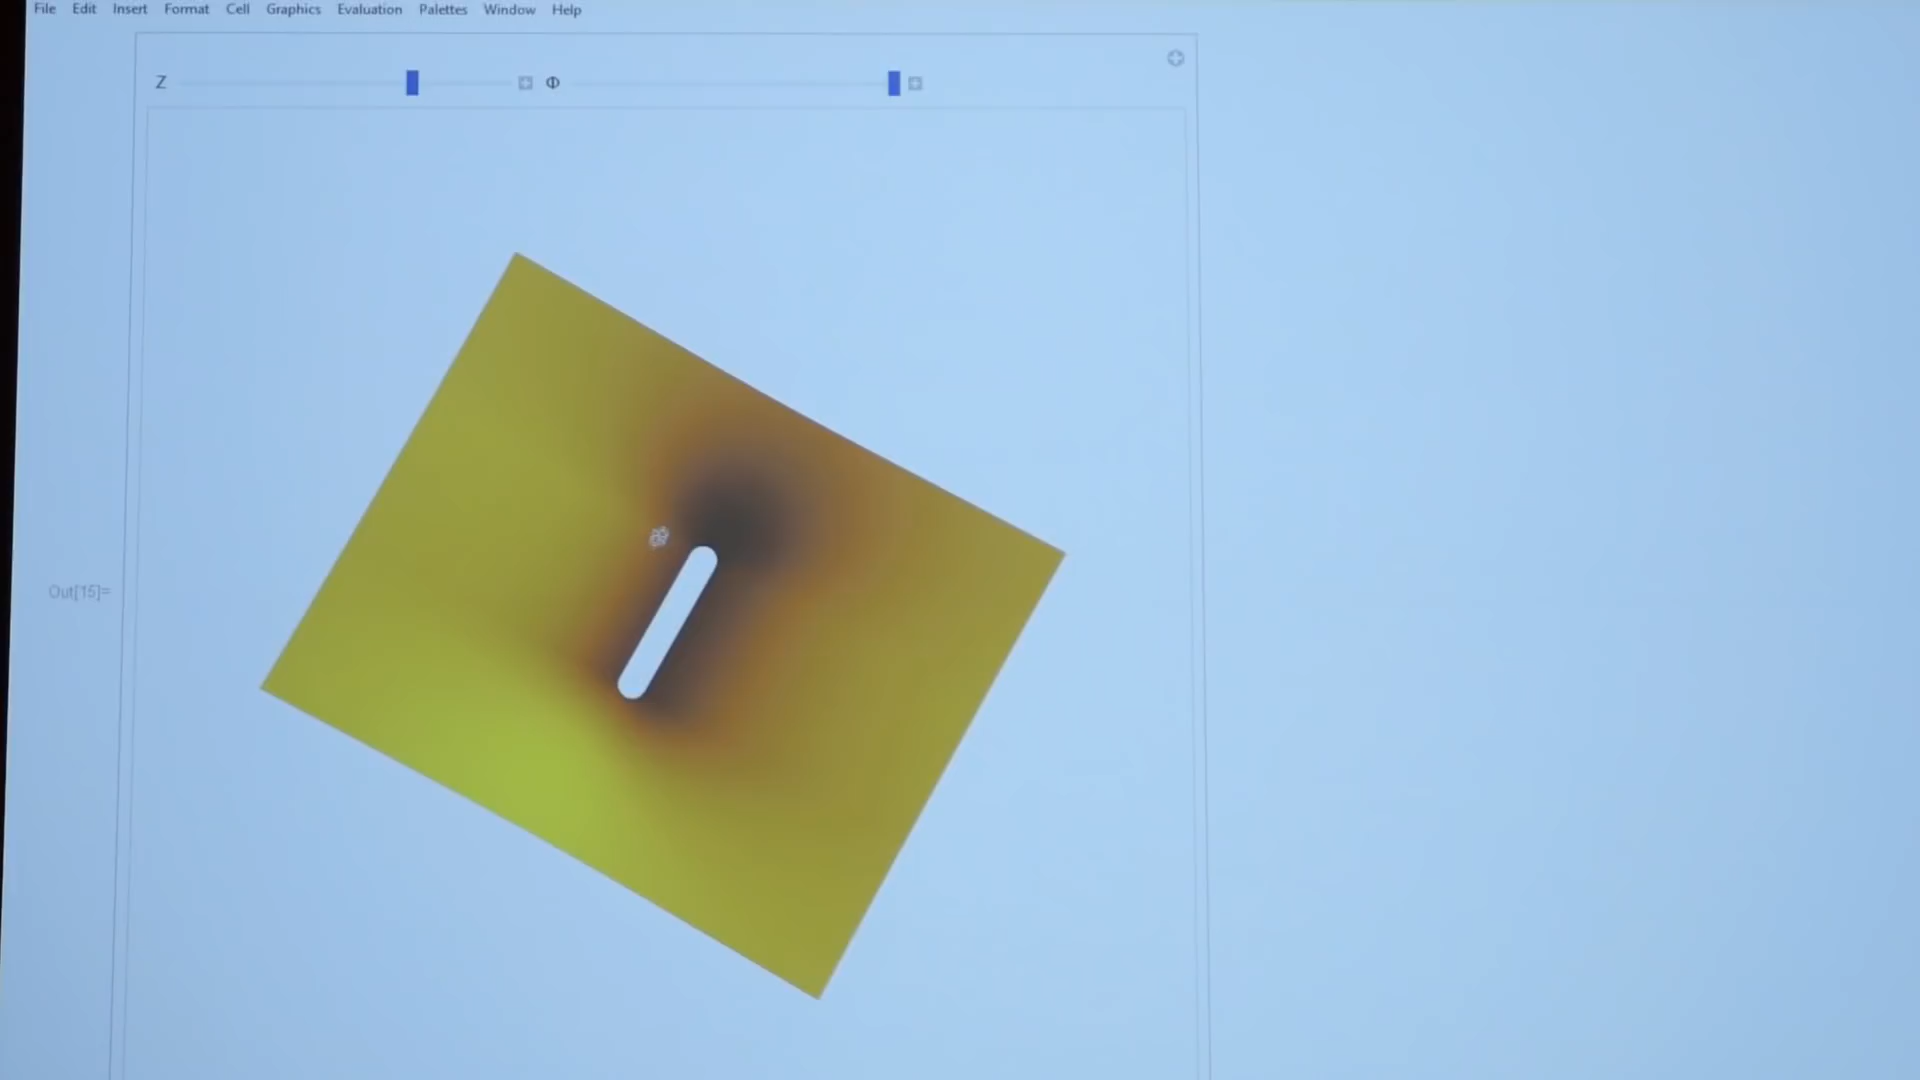 File Edit Insert Format Cell Graphics Evaluation Palettes Window Help
Z Φ
Out[15]=